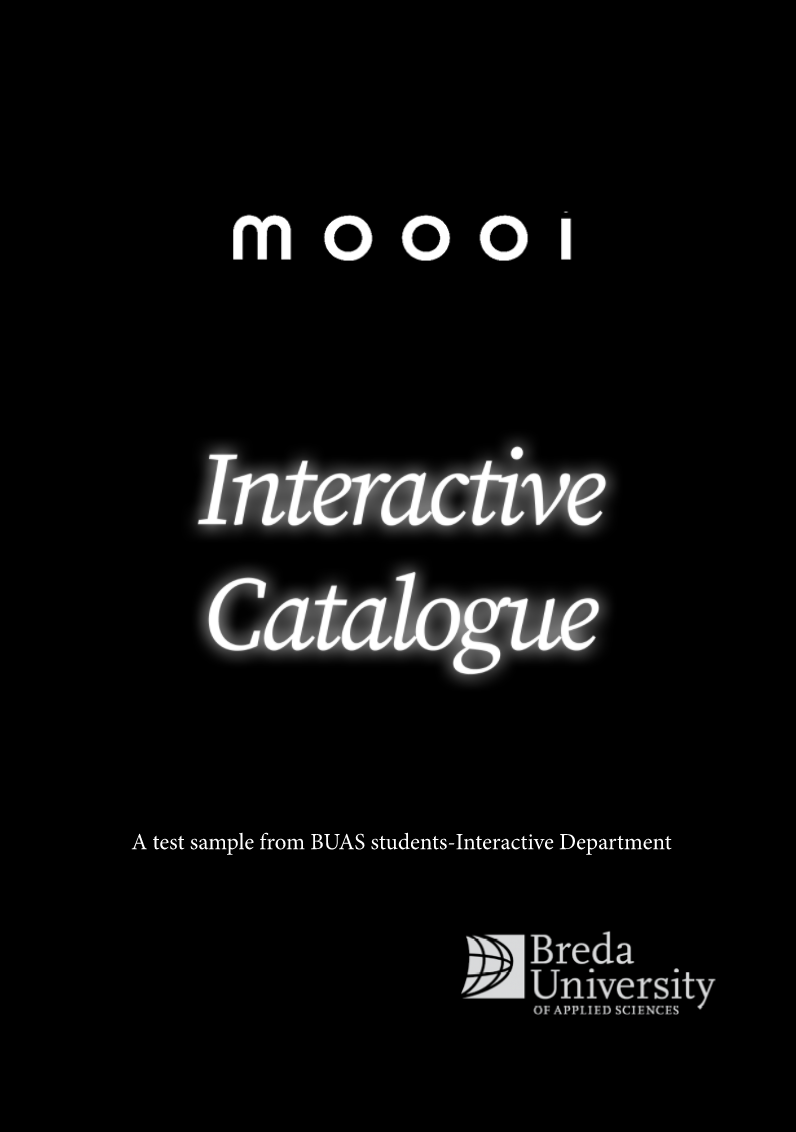 moooi
Interactive
Catalogue
A test sample from BUAS students-Interactive Department
Breda
University
OF APPLIED SCIENCES